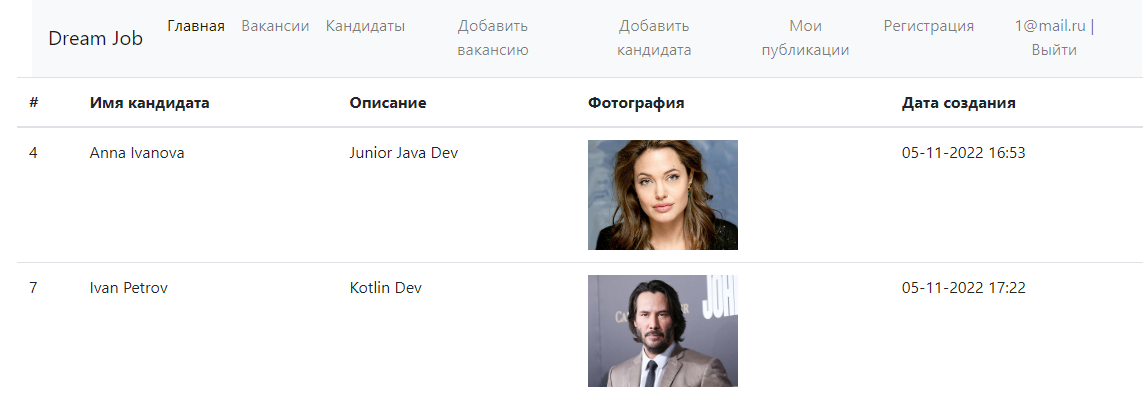 Dream Job
Главная
Вакансии
Кандидаты
Добавить
вакансию
Добавить
кандидата
Мои
публикации
Регистрация
1@mail.ru |
Выйти
# Имя кандидата Описание Фотография Дата создания
4 Anna Ivanova Junior Java Dev 05-11-2022 16:53
7 Ivan Petrov Kotlin Dev 05-11-2022 17:22